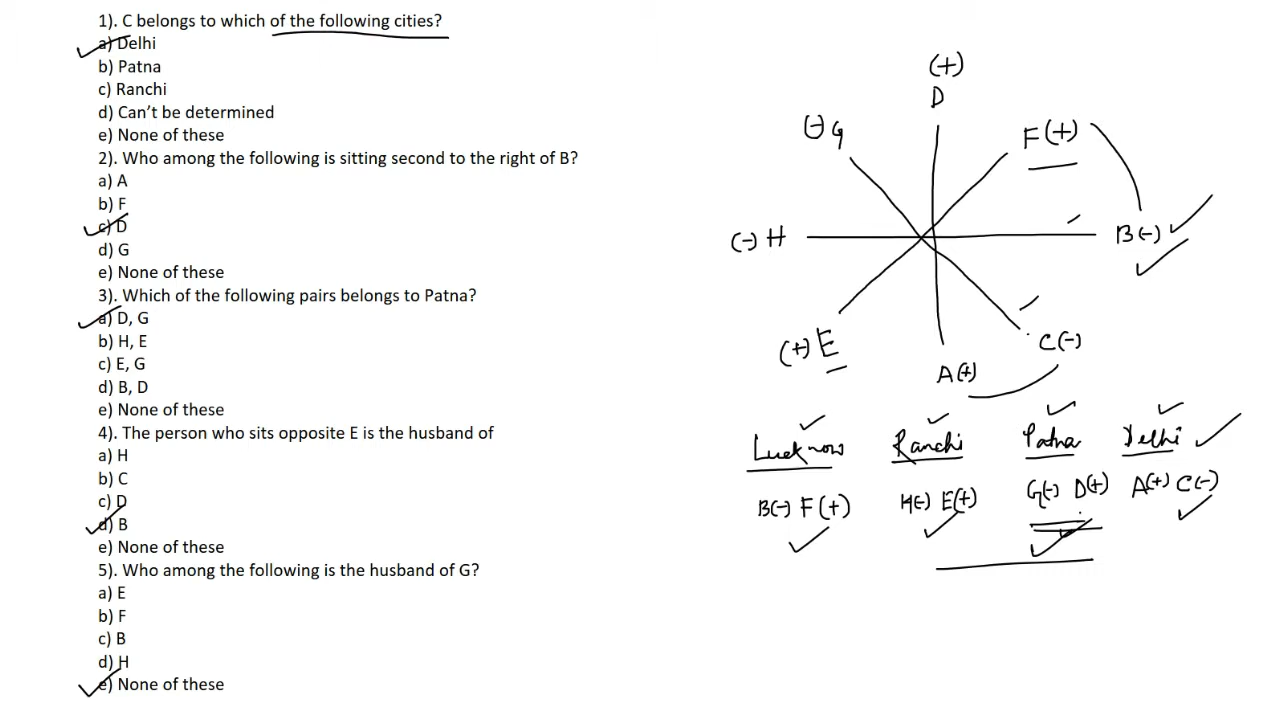 1). C belongs to which of the following cities?
a) Delhi
b) Patna
c) Ranchi
d) Can't be determined
e) None of these
2). Who among the following is sitting second to the right of B?
a) A
b) F
c) D
d) G
e) None of these
3). Which of the following pairs belongs to Patna?
a) D, G
b) H, E
c) E, G
d) B, D
e) None of these
4). The person who sits opposite E is the husband of
a) H
b) C
c) D
d) B
e) None of these
5). Who among the following is the husband of G?
a) E
b) F
c) B
d) H
e) None of these
(+)
D
(-) G
F (+)
(-) H
B (-)
(+) E
C (-)
A (+)
Lucknow Ranchi Patna Delhi
B(-) F(+) H(-) E(+) G(-) D(+) A(+) C(-)